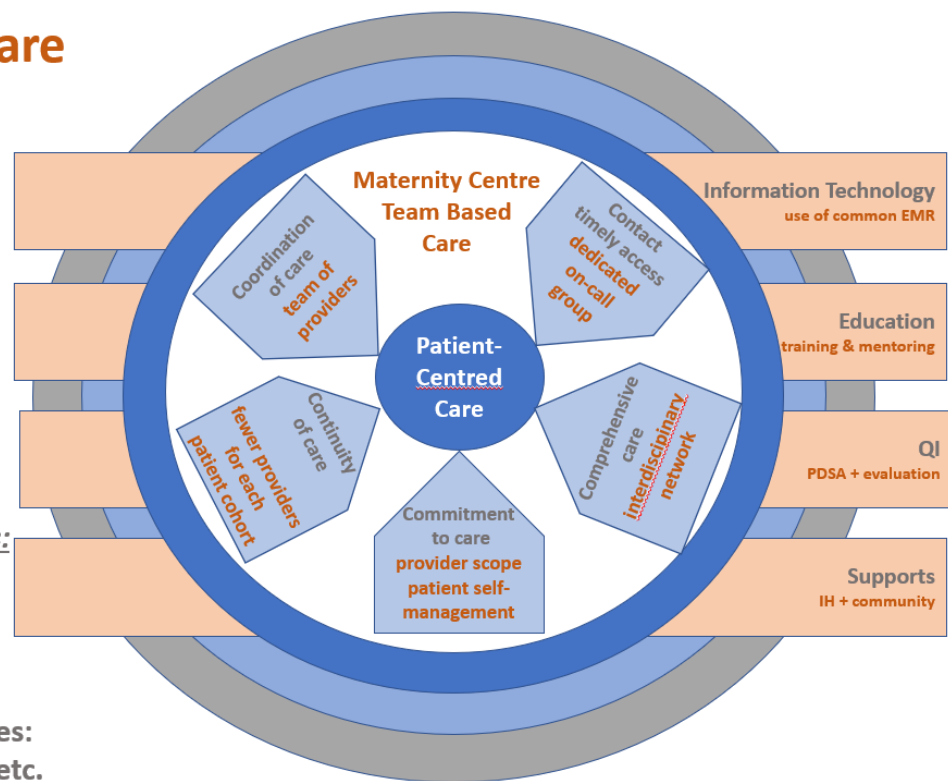 are
Maternity Centre
Team Based
Care
Coordination
of care
team of
providers
Contact
timely access
dedicated
on-call
group
Information Technology
use of common EMR
Education
training & mentoring
Patient-
Centred
Care
Continuity
of care
fewer providers
for each
patient cohort
Comprehensive
care
interdisciplinary
network
QI
PDSA + evaluation
Commitment
to care
provider scope
patient self-
management
Supports
IH + community
es:
etc.